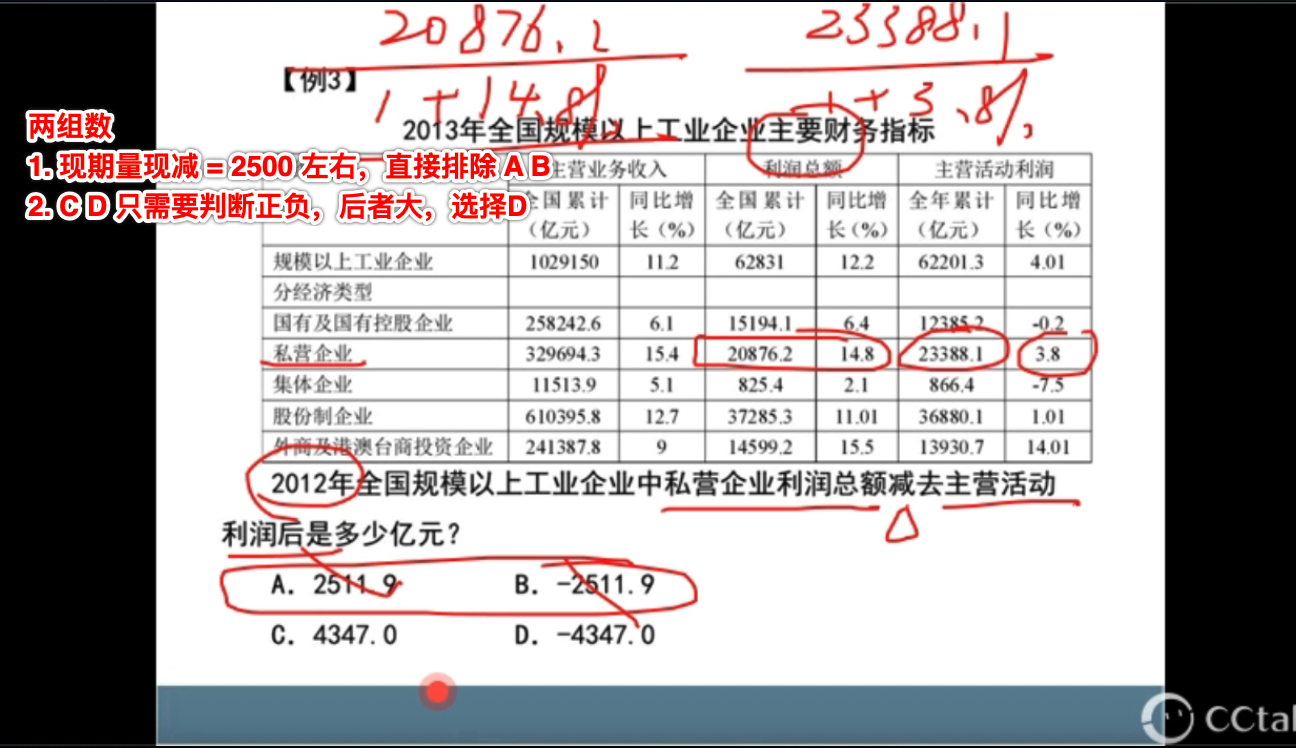 20876.2
23388.1
【例3】
1+14.8%
1+3.8%
两组数
2013年全国规模以上工业企业主要财务指标
1. 现期量现减 = 2500 左右，直接排除 A B
主营业务收入 利润总额 主营活动利润
2. C D 只需要判断正负，后者大，选择D
全国累计（亿元） 同比增长（%） 全国累计（亿元） 同比增长（%） 全年累计（亿元） 同比增长（%）
规模以上工业企业 1029150 11.2 62831 12.2 62201.3 4.01
分经济类型
国有及国有控股企业 258242.6 6.1 15194.1 6.4 12385.2 -0.2
私营企业 329694.3 15.4 20876.2 14.8 23388.1 3.8
集体企业 11513.9 5.1 825.4 2.1 866.4 -7.5
股份制企业 610395.8 12.7 37285.3 11.01 36880.1 1.01
外商及港澳台商投资企业 241387.8 9 14599.2 15.5 13930.7 14.01
2012年全国规模以上工业企业中私营企业利润总额减去主营活动
利润后是多少亿元？
A. 2511.9 B. -2511.9
C. 4347.0 D. -4347.0